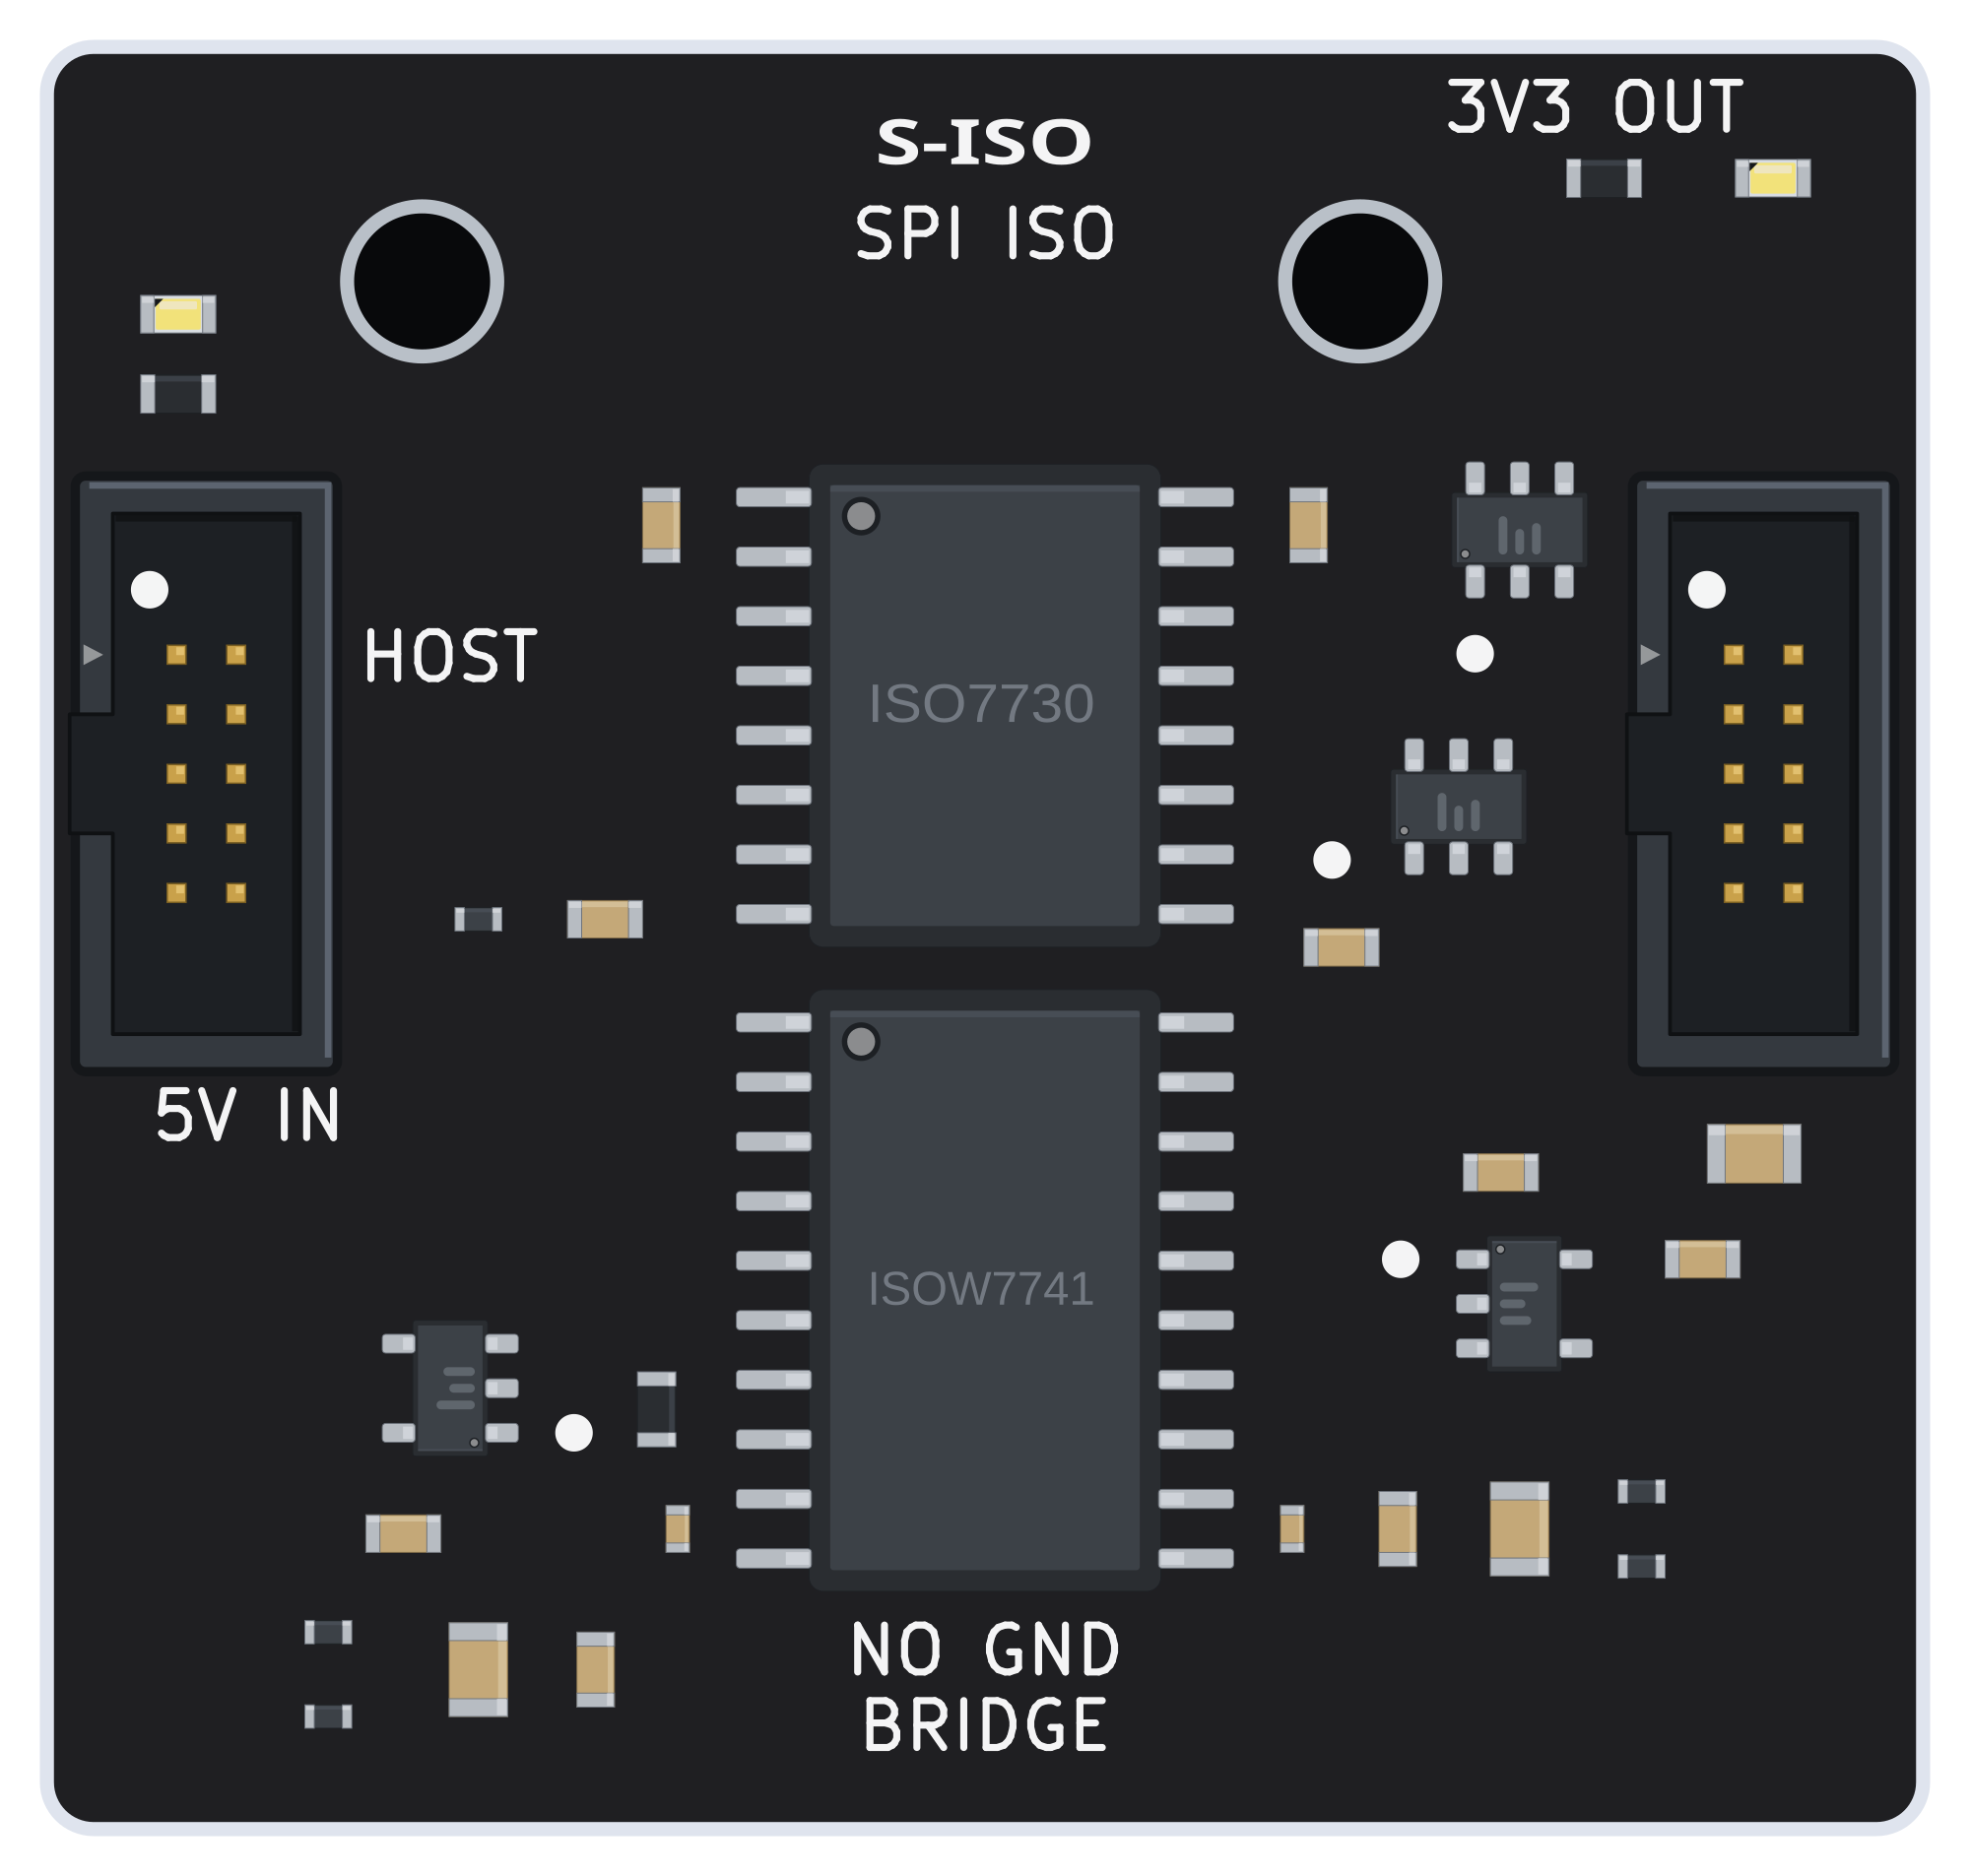 3V3 OUT
S-ISO
SPI ISO
HOST
ISO7730
5V IN
ISOW7741
NO GND
BRIDGE